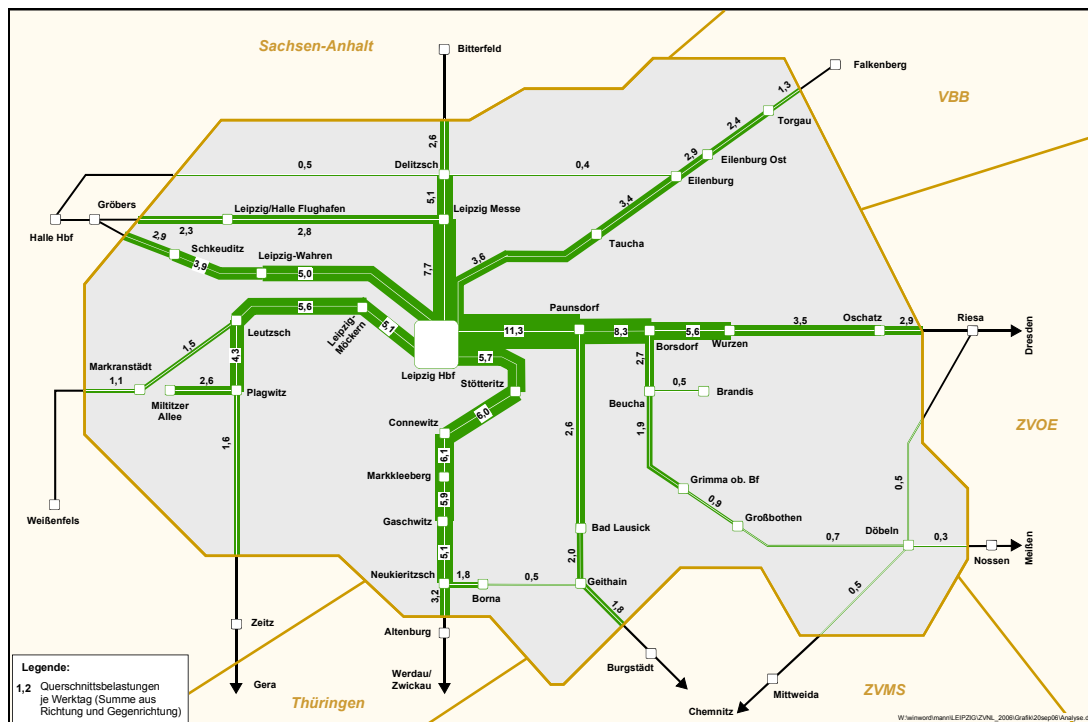 Sachsen-Anhalt
Bitterfeld
Falkenberg
VBB
1,3
Torgau
2,4
Eilenburg Ost
2,9
2,6
Delitzsch
0,5
0,4
Eilenburg
5,1
3,4
Gröbers
Leipzig/Halle Flughafen
Leipzig Messe
Halle Hbf
2,3
2,8
2,9
Schkeuditz
Taucha
3,9
Leipzig-Wahren
5,0
7,7
3,6
5,6
Leutzsch
Leipzig-
Möckern
5,1
Paunsdorf
11,3
8,3
5,6
Borsdorf
Wurzen
3,5
Oschatz
2,9
Riesa
Dresden
1,5
4,3
Markranstädt
1,1
2,6
Miltitzer
Allee
Plagwitz
Leipzig Hbf
5,7
Stötteritz
2,7
0,5
Brandis
Beucha
6,0
Connewitz
1,6
2,6
1,9
ZVOE
6,1
Markkleeberg
5,9
Grimma ob. Bf
0,9
0,5
Weißenfels
Gaschwitz
Bad Lausick
Großbothen
Döbeln
0,7
0,3
Nossen
Meißen
5,1
2,0
Neukieritzsch
1,8
0,5
Geithain
Borna
3,2
1,8
0,5
Zeitz
Altenburg
Burgstädt
Legende:
1,2 Querschnittsbelastungen
je Werktag (Summe aus
Richtung und Gegenrichtung)
Gera
Thüringen
Werdau/
Zwickau
Mittweida
ZVMS
Chemnitz